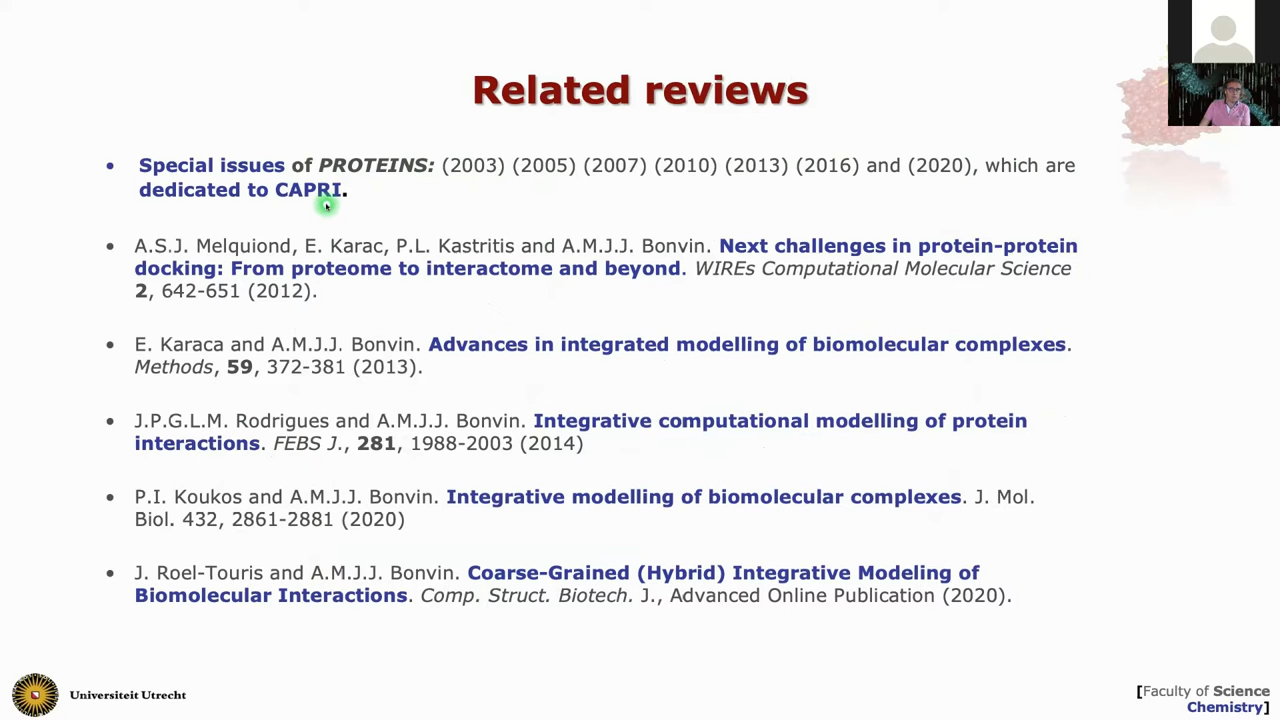 Related reviews
• Special issues of PROTEINS: (2003) (2005) (2007) (2010) (2013) (2016) and (2020), which are
dedicated to CAPRI.
• A.S.J. Melquiond, E. Karac, P.L. Kastritis and A.M.J.J. Bonvin. Next challenges in protein-protein
docking: From proteome to interactome and beyond. WIREs Computational Molecular Science
2, 642-651 (2012).
• E. Karaca and A.M.J.J. Bonvin. Advances in integrated modelling of biomolecular complexes.
Methods, 59, 372-381 (2013).
• J.P.G.L.M. Rodrigues and A.M.J.J. Bonvin. Integrative computational modelling of protein
interactions. FEBS J., 281, 1988-2003 (2014)
• P.I. Koukos and A.M.J.J. Bonvin. Integrative modelling of biomolecular complexes. J. Mol.
Biol. 432, 2861-2881 (2020)
• J. Roel-Touris and A.M.J.J. Bonvin. Coarse-Grained (Hybrid) Integrative Modeling of
Biomolecular Interactions. Comp. Struct. Biotech. J., Advanced Online Publication (2020).
Universiteit Utrecht
[Faculty of Science
Chemistry]